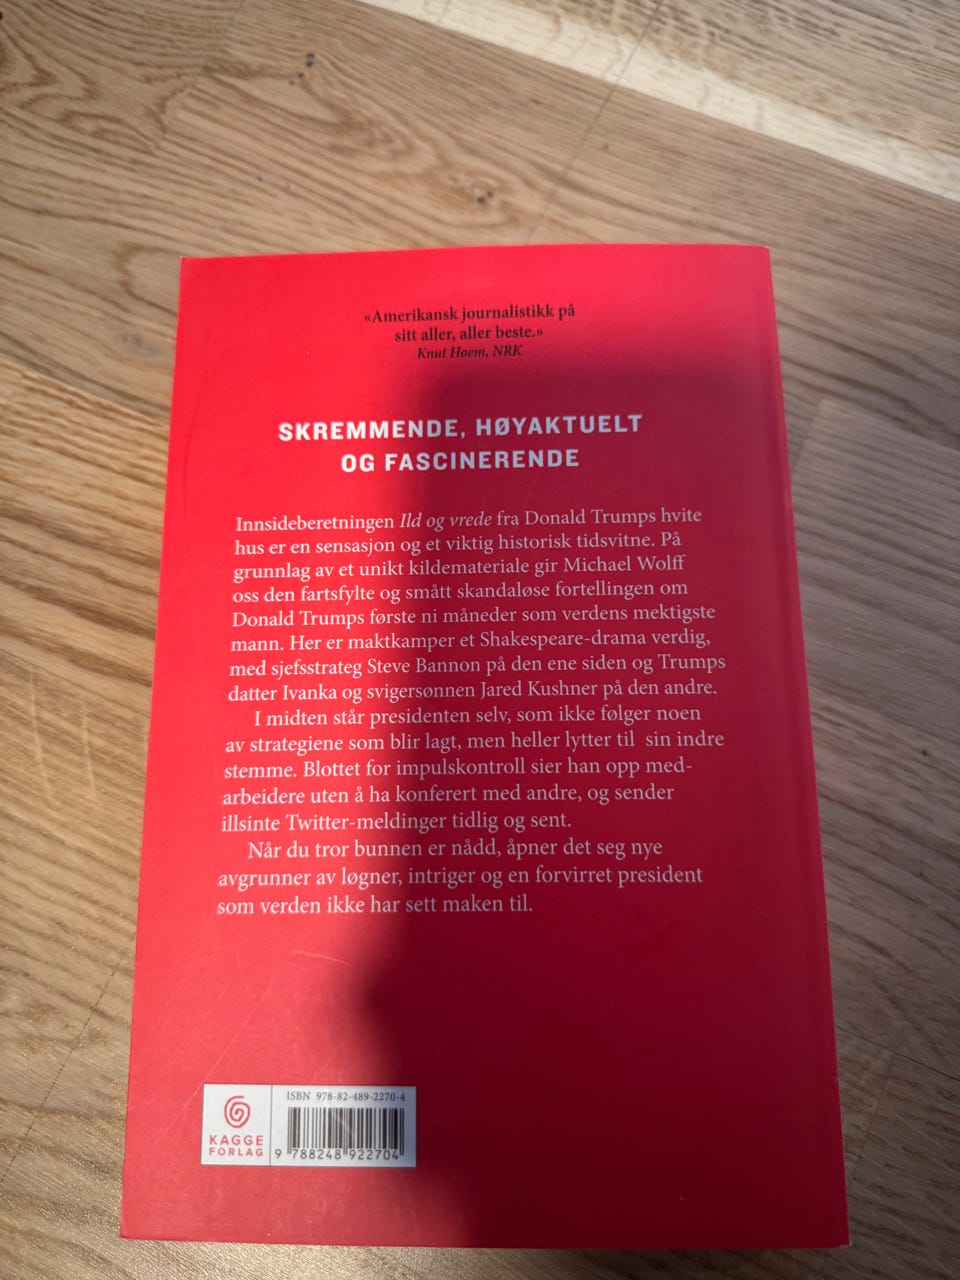 «Amerikansk journalistikk på
sitt aller, aller beste.»
Knut Hoem, NRK
SKREMMENDE, HØYAKTUELT
OG FASCINERENDE
Innsideberetningen Ild og vrede fra Donald Trumps hvite
hus er en sensasjon og et viktig historisk tidsvitne. På
grunnlag av et unikt kildemateriale gir Michael Wolff
oss den fartsfylte og smått skandaløse fortellingen om
Donald Trumps første ni måneder som verdens mektigste
mann. Her er maktkamper et Shakespeare-drama verdig,
med sjefsstrateg Steve Bannon på den ene siden og Trumps
datter Ivanka og svigersønnen Jared Kushner på den andre.
I midten står presidenten selv, som ikke følger noen
av strategiene som blir lagt, men heller lytter til sin indre
stemme. Blottet for impulskontroll sier han opp med-
arbeidere uten å ha konferert med andre, og sender
illsinte Twitter-meldinger tidlig og sent.
Når du tror bunnen er nådd, åpner det seg nye
avgrunner av løgner, intriger og en forvirret president
som verden ikke har sett maken til.
ISBN 978-82-489-2270-4
KAGGE
FORLAG
9 788248 922704